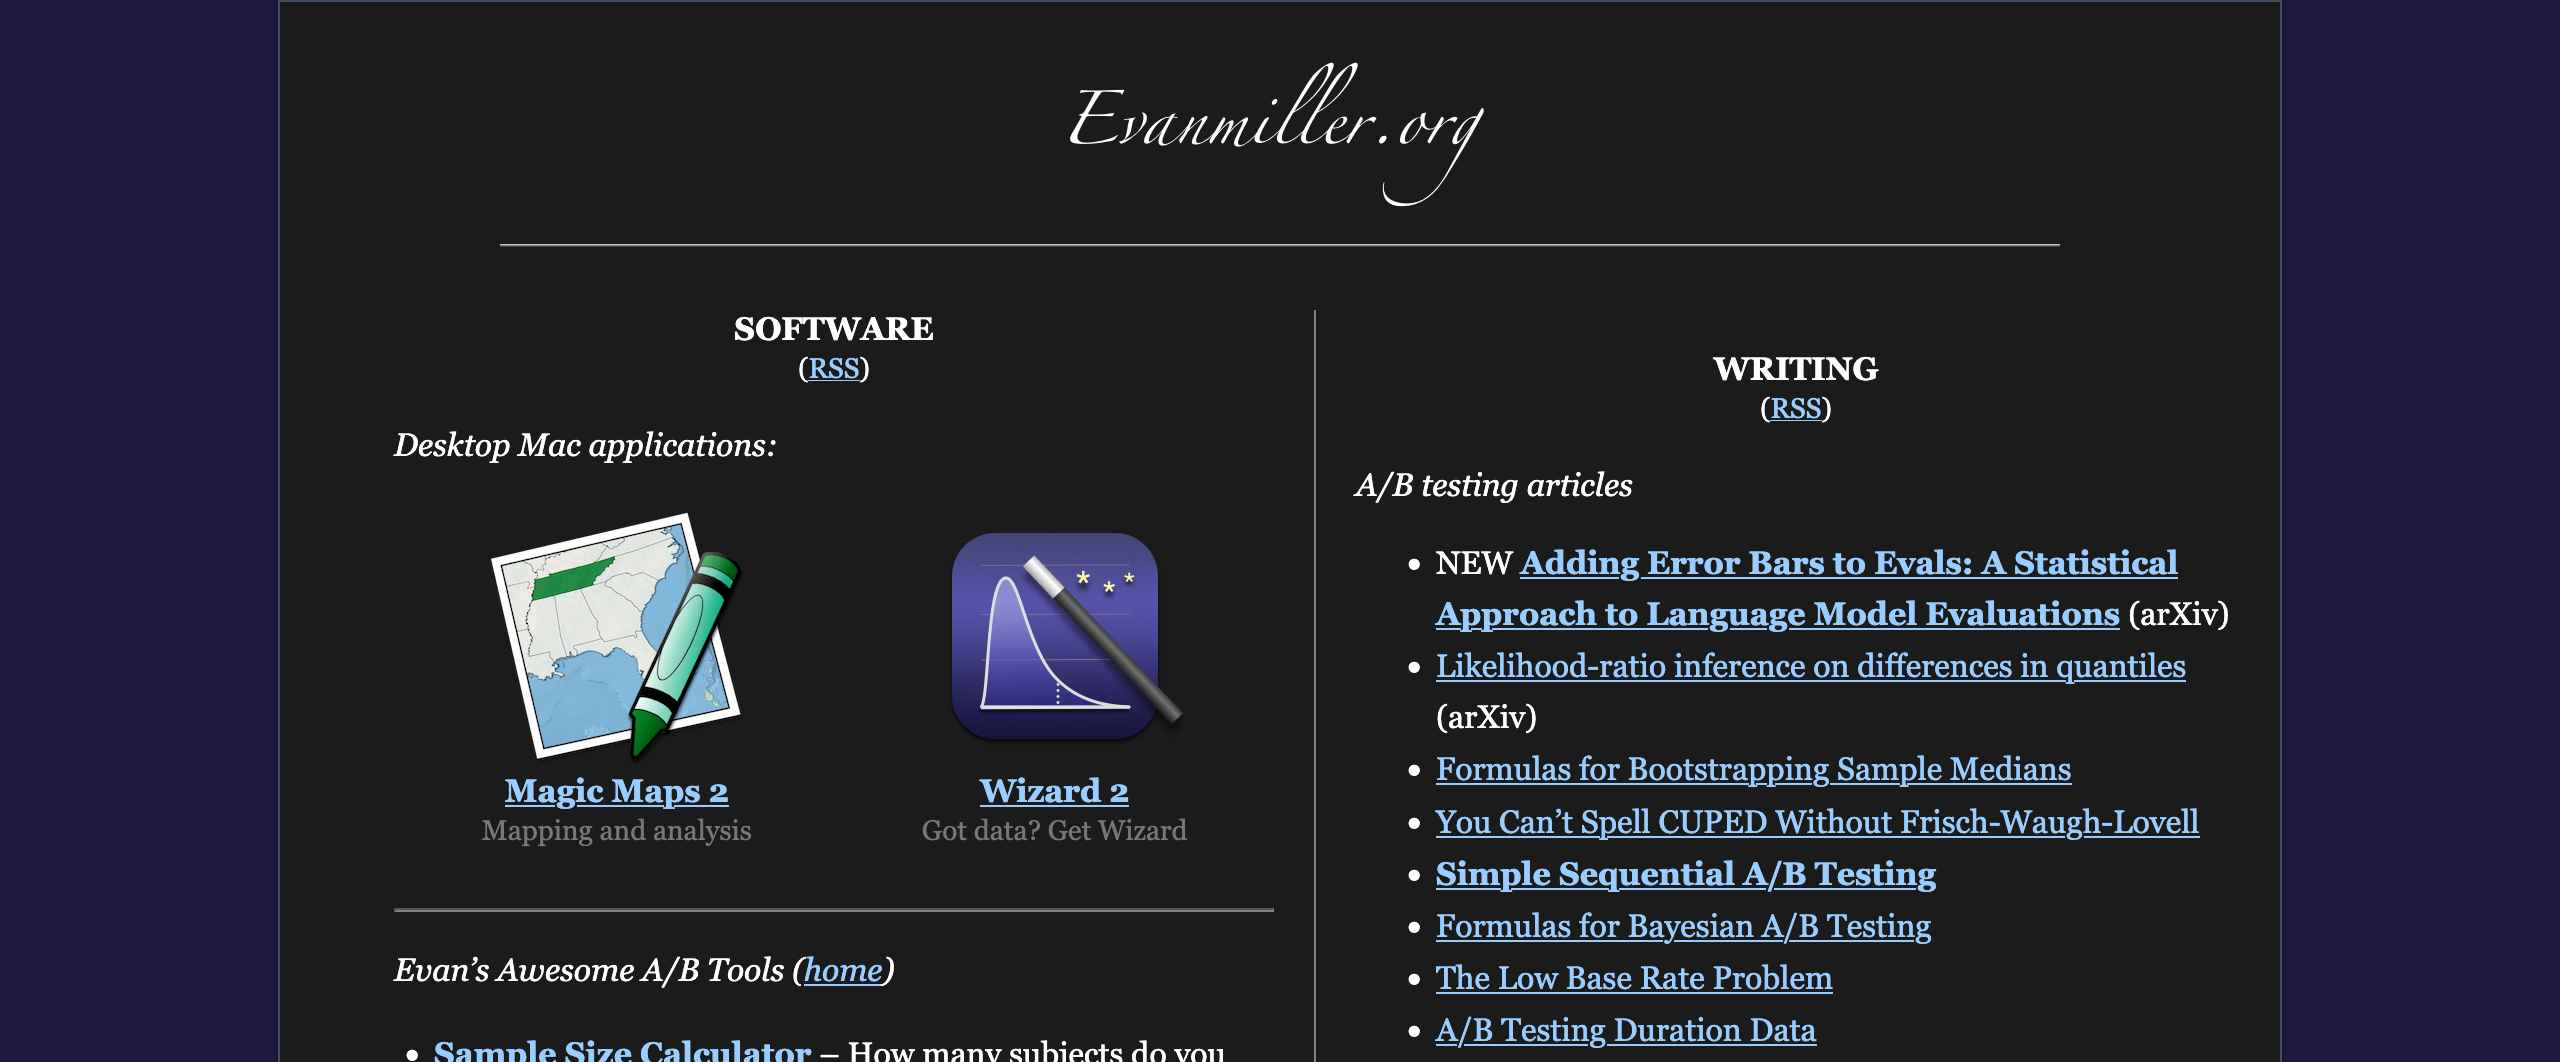 Evanmiller.org
SOFTWARE
(RSS)
Desktop Mac applications:
Magic Maps 2
Mapping and analysis
Wizard 2
Got data? Get Wizard
Evan’s Awesome A/B Tools (home)
• Sample Size Calculator – How many subjects do you
WRITING
(RSS)
A/B testing articles
• NEW Adding Error Bars to Evals: A Statistical
Approach to Language Model Evaluations (arXiv)
• Likelihood-ratio inference on differences in quantiles
(arXiv)
• Formulas for Bootstrapping Sample Medians
• You Can’t Spell CUPED Without Frisch-Waugh-Lovell
• Simple Sequential A/B Testing
• Formulas for Bayesian A/B Testing
• The Low Base Rate Problem
• A/B Testing Duration Data